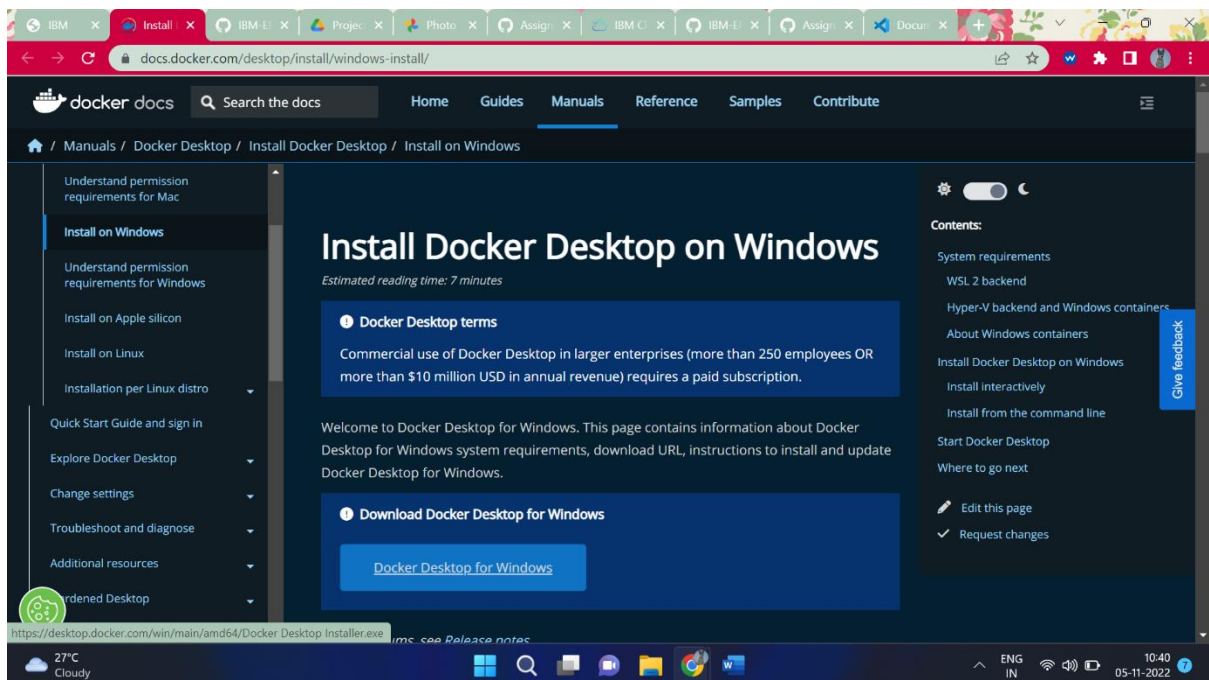 IBM
Install
IBM-E
Projec
Photo
Assign
IBM C
IBM-E
Assign
Docum
docs.docker.com/desktop/install/windows-install/
docker docs
Search the docs
Home
Guides
Manuals
Reference
Samples
Contribute
/ Manuals / Docker Desktop / Install Docker Desktop / Install on Windows
Understand permission
requirements for Mac
Install on Windows
Understand permission
requirements for Windows
Install on Apple silicon
Install on Linux
Installation per Linux distro
Quick Start Guide and sign in
Explore Docker Desktop
Change settings
Troubleshoot and diagnose
Additional resources
rdened Desktop
Install Docker Desktop on Windows
Estimated reading time: 7 minutes
Docker Desktop terms
Commercial use of Docker Desktop in larger enterprises (more than 250 employees OR
more than $10 million USD in annual revenue) requires a paid subscription.
Welcome to Docker Desktop for Windows. This page contains information about Docker
Desktop for Windows system requirements, download URL, instructions to install and update
Docker Desktop for Windows.
Download Docker Desktop for Windows
Docker Desktop for Windows
ums, see Release notes
Contents:
System requirements
WSL 2 backend
Hyper-V backend and Windows containers
About Windows containers
Install Docker Desktop on Windows
Install interactively
Install from the command line
Start Docker Desktop
Where to go next
Edit this page
Request changes
Give feedback
https://desktop.docker.com/win/main/amd64/Docker Desktop Installer.exe
27°C
Cloudy
ENG
IN
10:40
05-11-2022
7